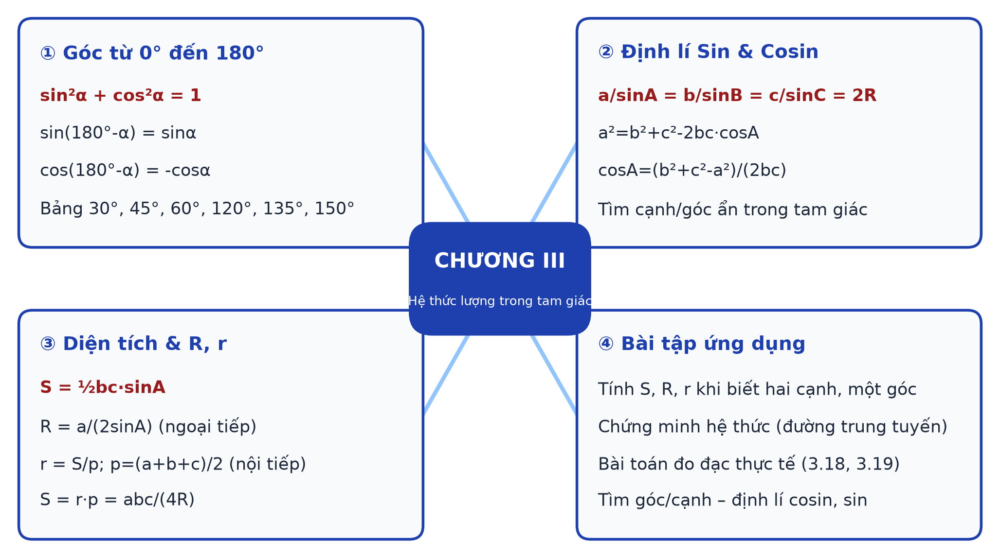 ① Góc từ 0° đến 180°
sin²α + cos²α = 1
sin(180°-α) = sinα
cos(180°-α) = -cosα
Bảng 30°, 45°, 60°, 120°, 135°, 150°
② Định lí Sin & Cosin
a/sinA = b/sinB = c/sinC = 2R
a²=b²+c²-2bc·cosA
cosA=(b²+c²-a²)/(2bc)
Tìm cạnh/góc ẩn trong tam giác
CHƯƠNG III
Hệ thức lượng trong tam giác
③ Diện tích & R, r
S = ½bc·sinA
R = a/(2sinA) (ngoại tiếp)
r = S/p; p=(a+b+c)/2 (nội tiếp)
S = r·p = abc/(4R)
④ Bài tập ứng dụng
Tính S, R, r khi biết hai cạnh, một góc
Chứng minh hệ thức (đường trung tuyến)
Bài toán đo đạc thực tế (3.18, 3.19)
Tìm góc/cạnh – định lí cosin, sin